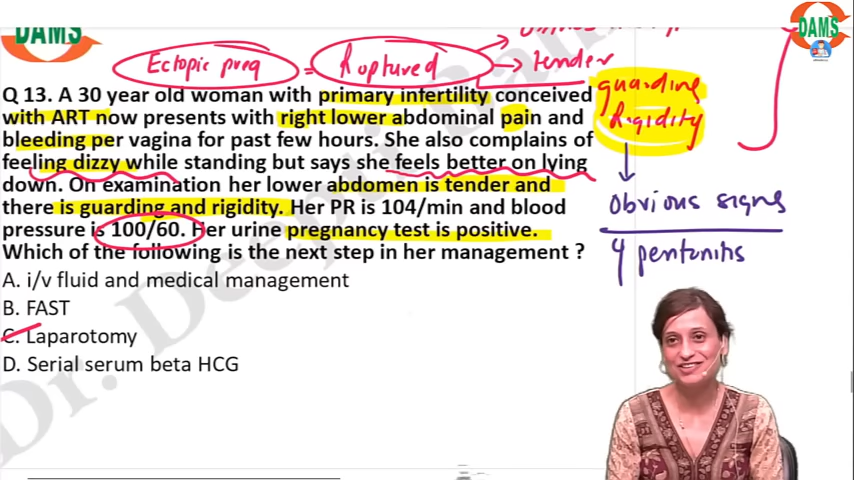 DAMS
DAMS
tender
Ectopic preg = Ruptured
guarding
Rigidity
Q 13. A 30 year old woman with primary infertility conceived
with ART now presents with right lower abdominal pain and
bleeding per vagina for past few hours. She also complains of
feeling dizzy while standing but says she feels better on lying
down. On examination her lower abdomen is tender and
there is guarding and rigidity. Her PR is 104/min and blood
pressure is 100/60. Her urine pregnancy test is positive.
Which of the following is the next step in her management ?
obvious signs
of peritonitis
A. i/v fluid and medical management
B. FAST
C. Laparotomy
D. Serial serum beta HCG
Dr. Deepti